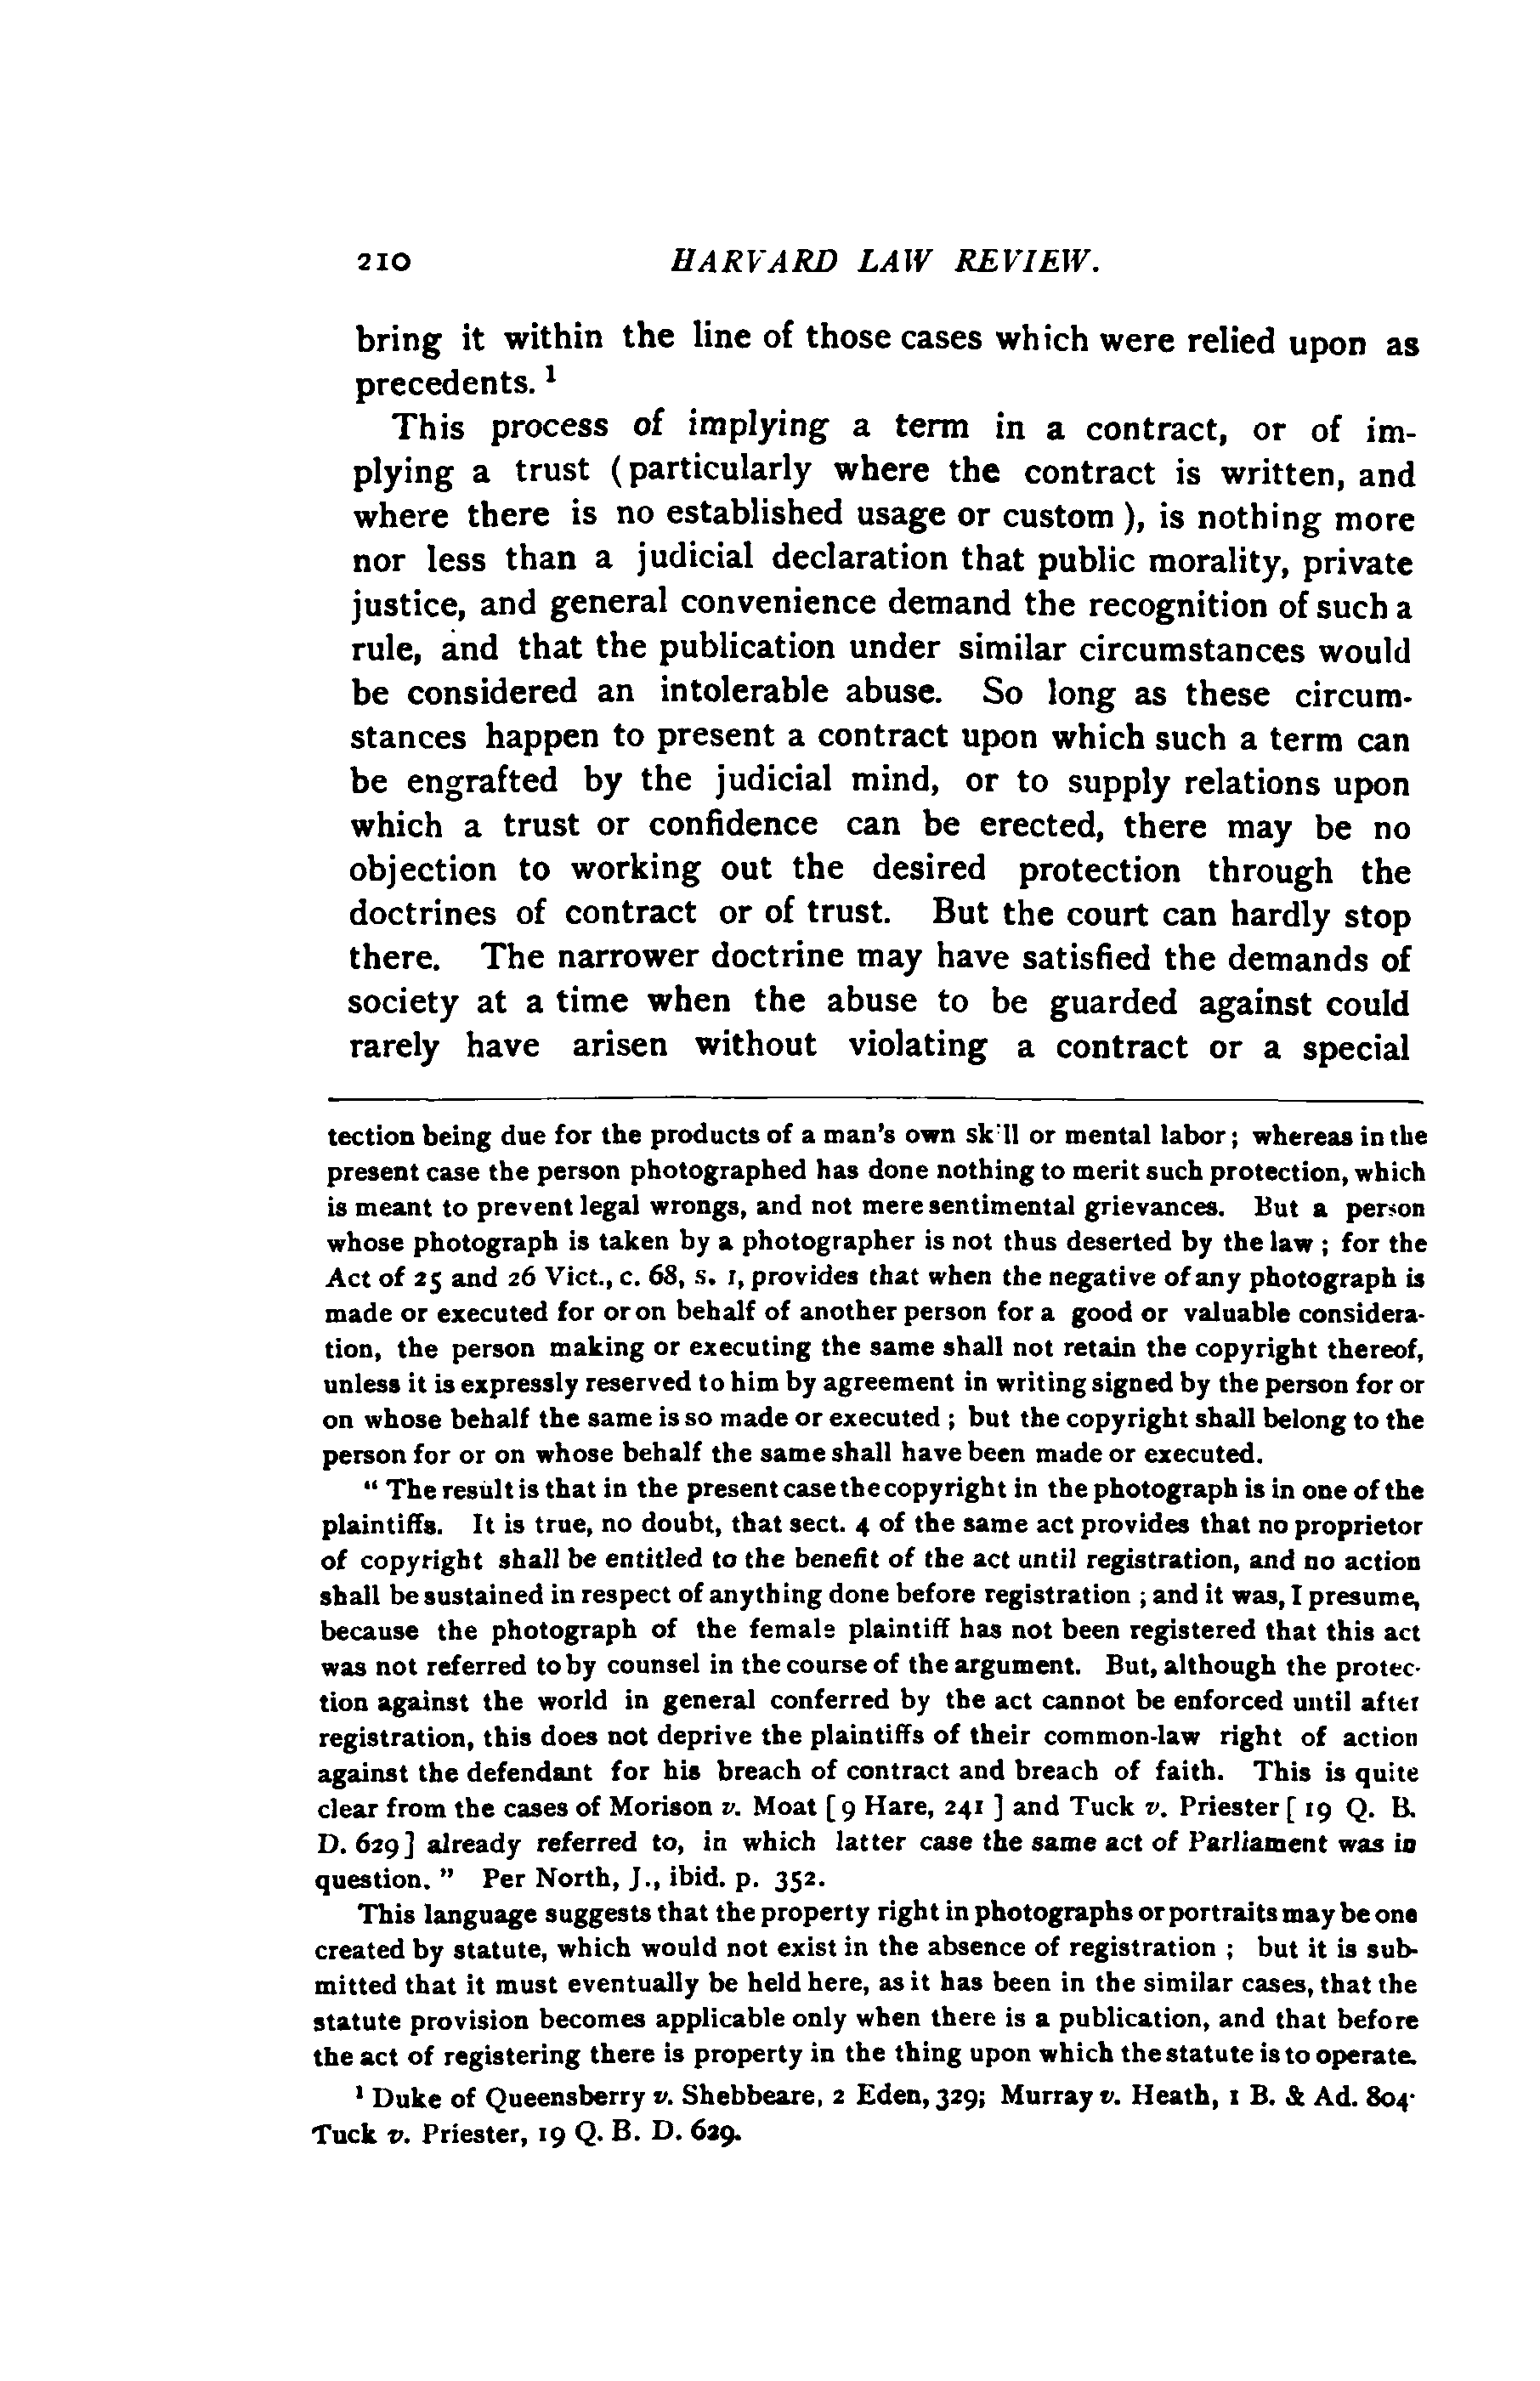 210 HARVARD LAW REVIEW.
bring it within the line of those cases which were relied upon as
precedents. ¹
This process of implying a term in a contract, or of im-
plying a trust (particularly where the contract is written, and
where there is no established usage or custom ), is nothing more
nor less than a judicial declaration that public morality, private
justice, and general convenience demand the recognition of such a
rule, and that the publication under similar circumstances would
be considered an intolerable abuse. So long as these circum-
stances happen to present a contract upon which such a term can
be engrafted by the judicial mind, or to supply relations upon
which a trust or confidence can be erected, there may be no
objection to working out the desired protection through the
doctrines of contract or of trust. But the court can hardly stop
there. The narrower doctrine may have satisfied the demands of
society at a time when the abuse to be guarded against could
rarely have arisen without violating a contract or a special
tection being due for the products of a man's own skill or mental labor; whereas in the
present case the person photographed has done nothing to merit such protection, which
is meant to prevent legal wrongs, and not mere sentimental grievances. But a person
whose photograph is taken by a photographer is not thus deserted by the law ; for the
Act of 25 and 26 Vict., c. 68, s. 1, provides that when the negative of any photograph is
made or executed for or on behalf of another person for a good or valuable considera-
tion, the person making or executing the same shall not retain the copyright thereof,
unless it is expressly reserved to him by agreement in writing signed by the person for or
on whose behalf the same is so made or executed ; but the copyright shall belong to the
person for or on whose behalf the same shall have been made or executed.
" The result is that in the present case the copyright in the photograph is in one of the
plaintiffs. It is true, no doubt, that sect. 4 of the same act provides that no proprietor
of copyright shall be entitled to the benefit of the act until registration, and no action
shall be sustained in respect of anything done before registration ; and it was, I presume,
because the photograph of the female plaintiff has not been registered that this act
was not referred to by counsel in the course of the argument. But, although the protec-
tion against the world in general conferred by the act cannot be enforced until after
registration, this does not deprive the plaintiffs of their common-law right of action
against the defendant for his breach of contract and breach of faith. This is quite
clear from the cases of Morison v. Moat [9 Hare, 241 ] and Tuck v. Priester [ 19 Q. B.
D. 629] already referred to, in which latter case the same act of Parliament was in
question. " Per North, J., ibid. p. 352.
This language suggests that the property right in photographs or portraits may be one
created by statute, which would not exist in the absence of registration ; but it is sub-
mitted that it must eventually be held here, as it has been in the similar cases, that the
statute provision becomes applicable only when there is a publication, and that before
the act of registering there is property in the thing upon which the statute is to operate.
¹ Duke of Queensberry v. Shebbeare, 2 Eden, 329; Murray v. Heath, 1 B. & Ad. 804·
Tuck v. Priester, 19 Q. B. D. 629.